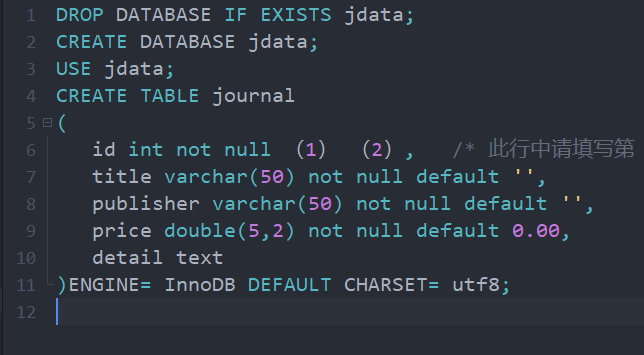 1 DROP DATABASE IF EXISTS jdata;
2 CREATE DATABASE jdata;
3 USE jdata;
4 CREATE TABLE journal
5 (
6 id int not null (1) (2) , /* 此行中请填写第
7 title varchar(50) not null default '',
8 publisher varchar(50) not null default '',
9 price double(5,2) not null default 0.00,
10 detail text
11 )ENGINE= InnoDB DEFAULT CHARSET= utf8;
12